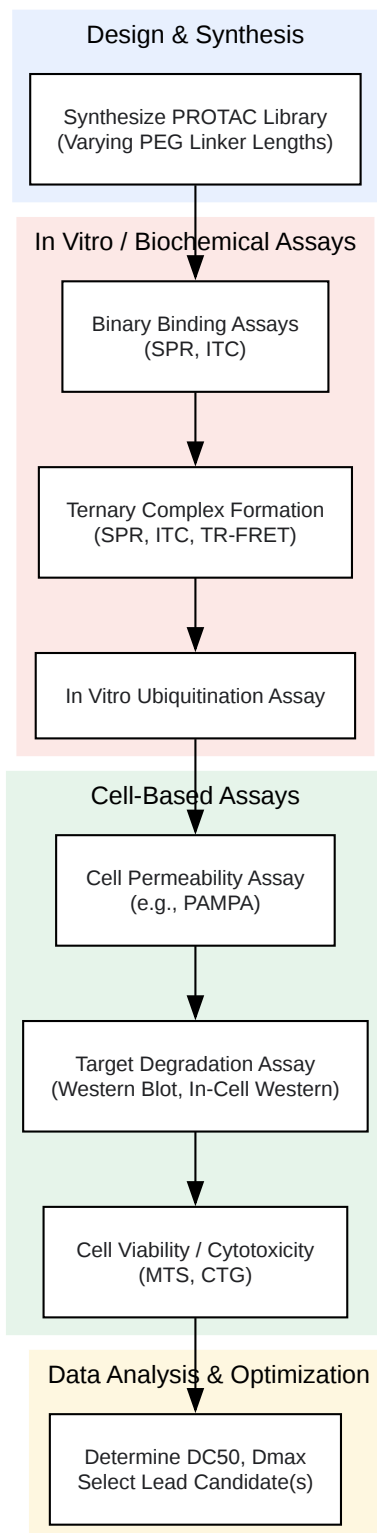 Design & Synthesis
Synthesize PROTAC Library
(Varying PEG Linker Lengths)
In Vitro / Biochemical Assays
Binary Binding Assays
(SPR, ITC)
Ternary Complex Formation
(SPR, ITC, TR-FRET)
In Vitro Ubiquitination Assay
Cell-Based Assays
Cell Permeability Assay
(e.g., PAMPA)
Target Degradation Assay
(Western Blot, In-Cell Western)
Cell Viability / Cytotoxicity
(MTS, CTG)
Data Analysis & Optimization
Determine DC50, Dmax
Select Lead Candidate(s)